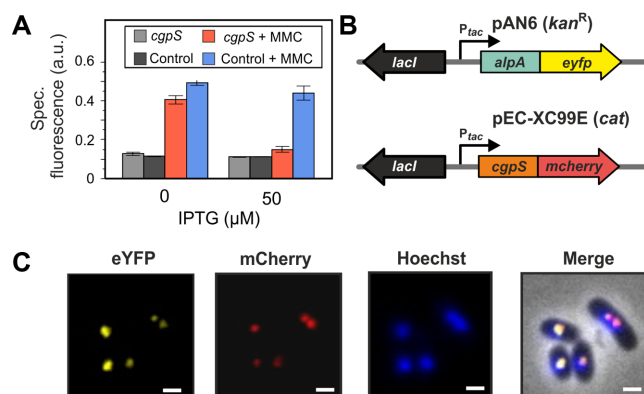 A
cgpS
cgpS + MMC
Control
Control + MMC
Spec.
fluorescence (a.u.)
0.6
0.4
0.2
0
0
50
IPTG (µM)
B
pAN6 (kanR)
Ptac
lacI
alpA
eyfp
pEC-XC99E (cat)
Ptac
lacI
cgpS
mcherry
C
eYFP
mCherry
Hoechst
Merge